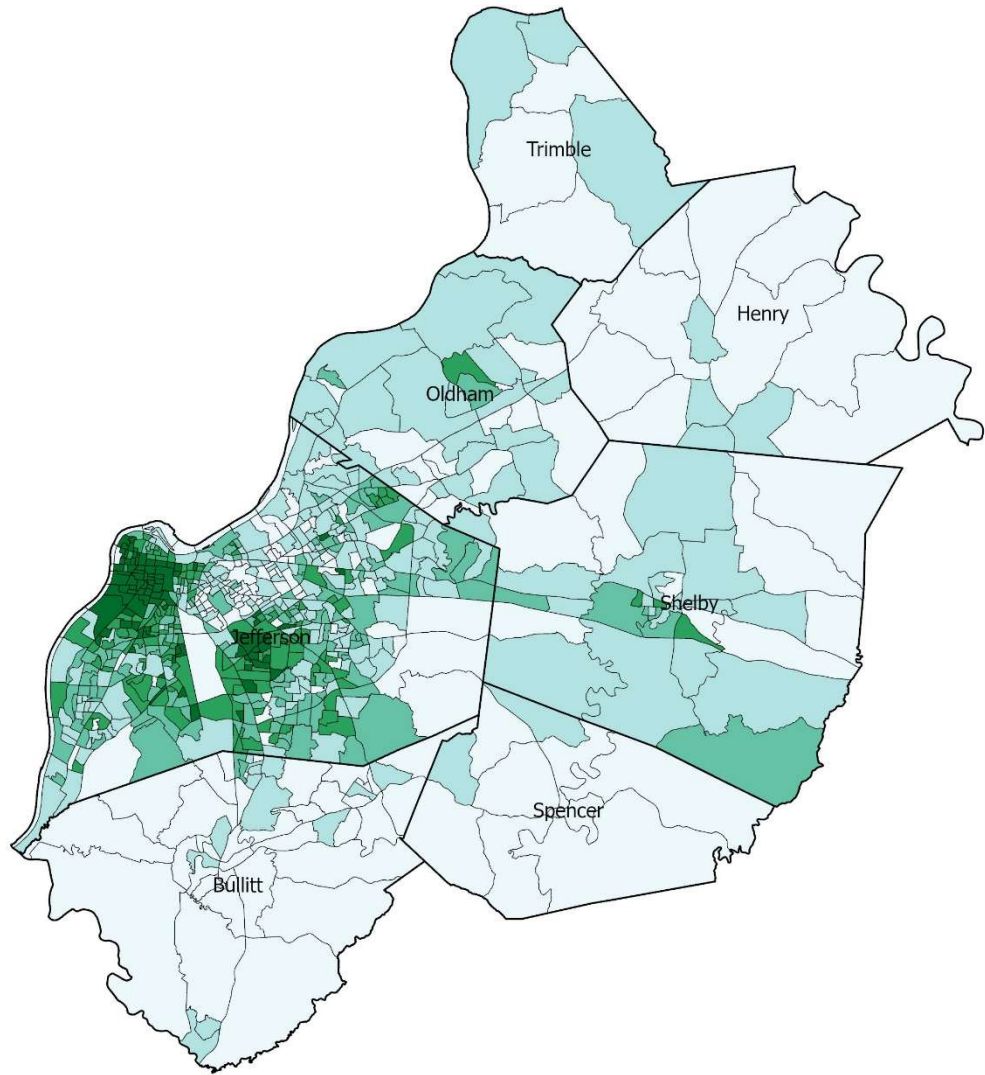 Trimble
Henry
Oldham
Shelby
Jefferson
Spencer
Bullitt